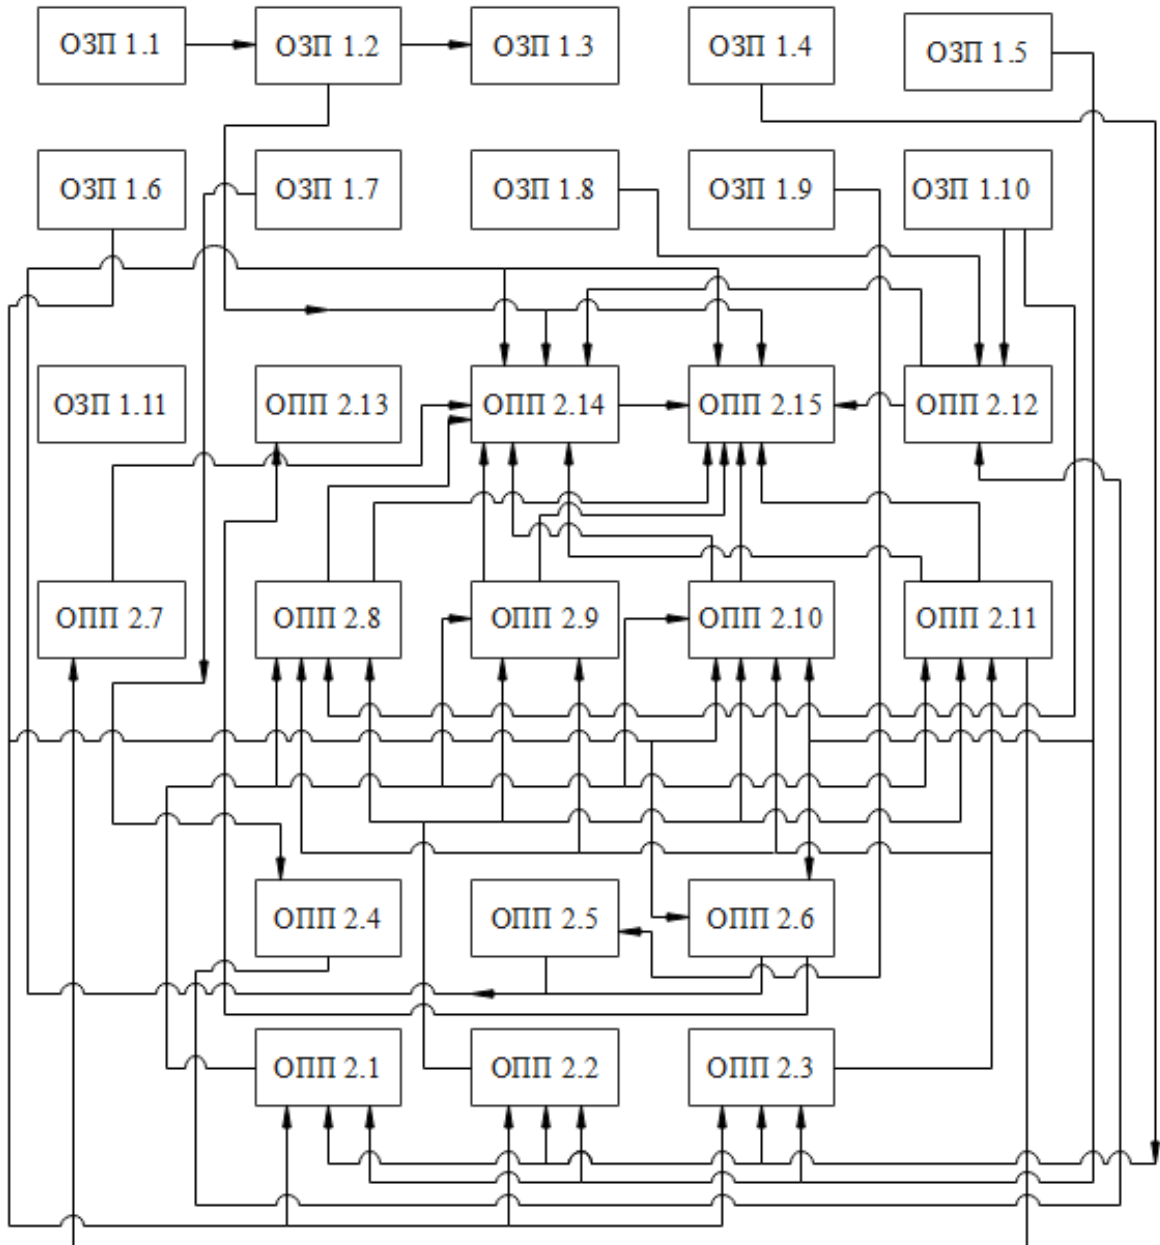 ОЗП 1.1
ОЗП 1.2
ОЗП 1.3
ОЗП 1.4
ОЗП 1.5
ОЗП 1.6
ОЗП 1.7
ОЗП 1.8
ОЗП 1.9
ОЗП 1.10
ОЗП 1.11
ОПП 2.13
ОПП 2.14
ОПП 2.15
ОПП 2.12
ОПП 2.7
ОПП 2.8
ОПП 2.9
ОПП 2.10
ОПП 2.11
ОПП 2.4
ОПП 2.5
ОПП 2.6
ОПП 2.1
ОПП 2.2
ОПП 2.3